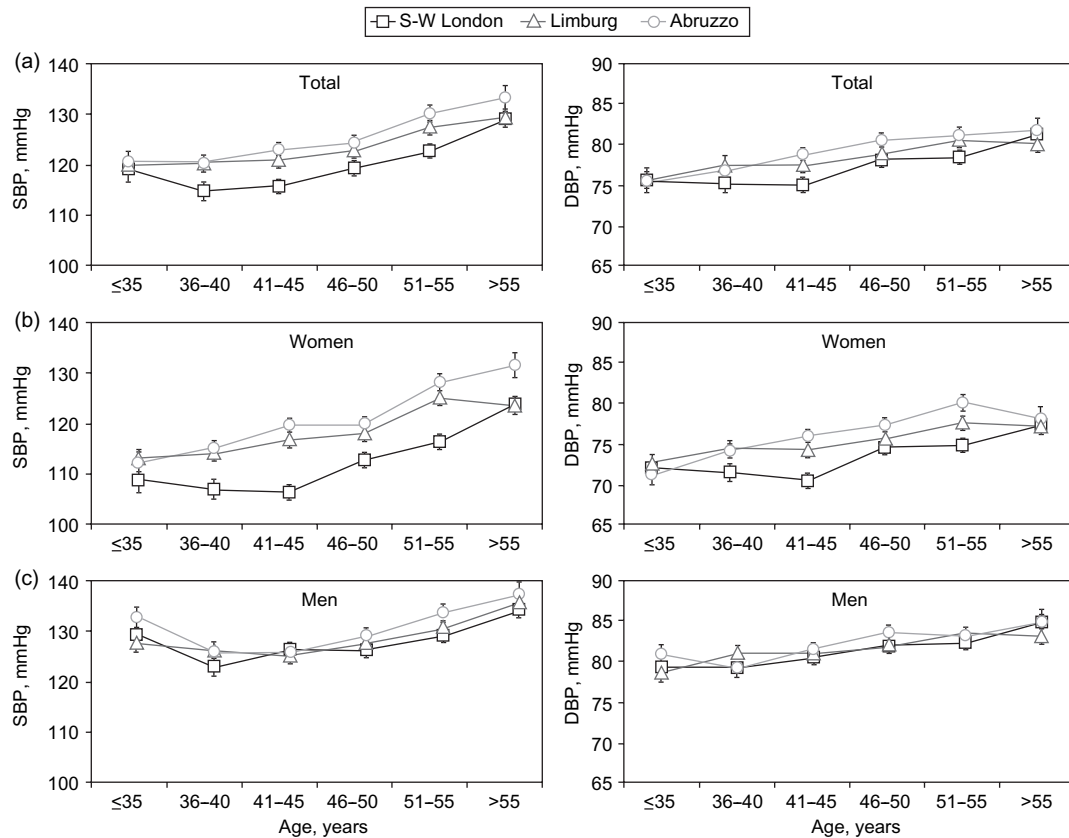 S-W London Limburg Abruzzo
(a)
Total
SBP, mmHg
140
130
120
110
100
≤35 36–40 41–45 46–50 51–55 >55
Total
DBP, mmHg
90
85
80
75
70
65
≤35 36–40 41–45 46–50 51–55 >55
(b)
Women
SBP, mmHg
140
130
120
110
100
≤35 36–40 41–45 46–50 51–55 >55
Women
DBP, mmHg
90
85
80
75
70
65
≤35 36–40 41–45 46–50 51–55 >55
(c)
Men
SBP, mmHg
140
130
120
110
100
≤35 36–40 41–45 46–50 51–55 >55
Age, years
Men
DBP, mmHg
90
85
80
75
70
65
≤35 36–40 41–45 46–50 51–55 >55
Age, years